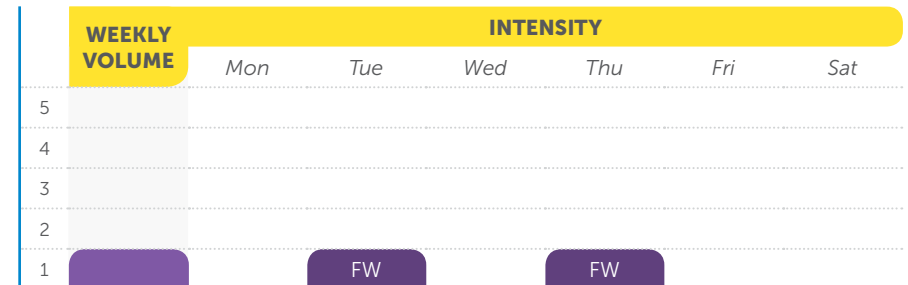 WEEKLY VOLUME INTENSITY
Mon Tue Wed Thu Fri Sat
5
4
3
2
1 FW FW